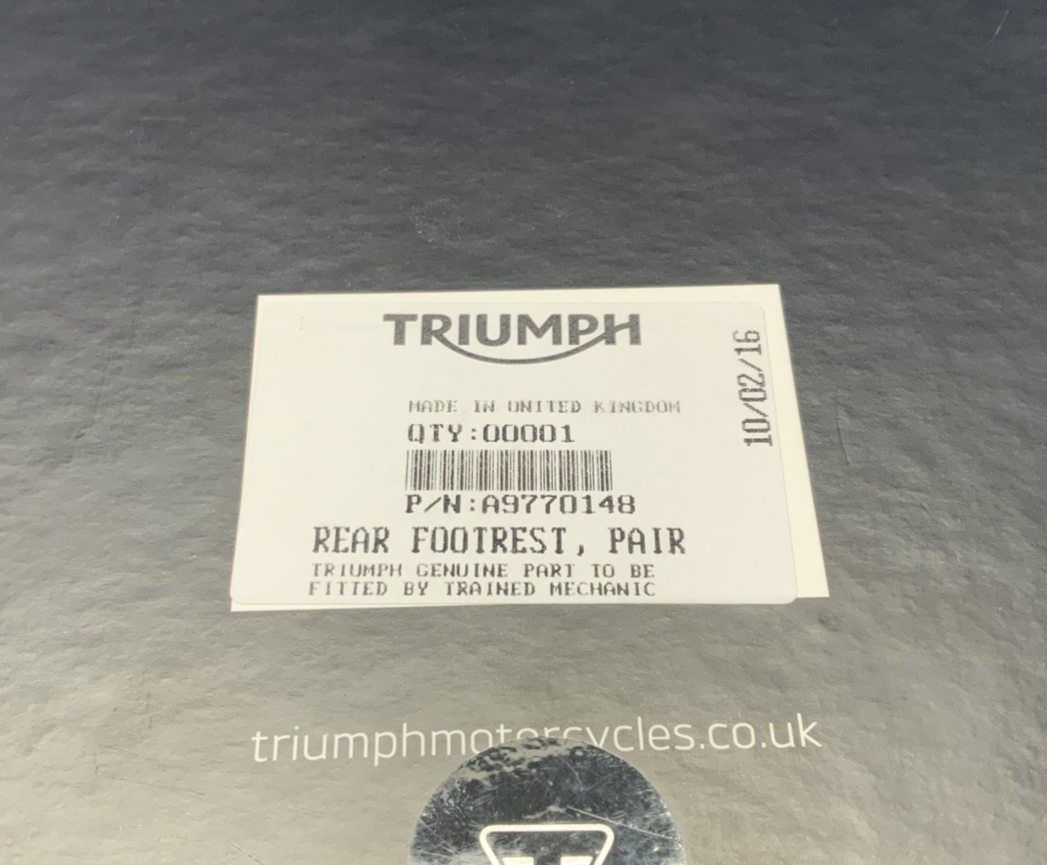 TRIUMPH
MADE IN UNITED KINGDOM
QTY:00001
P/N:A9770148
REAR FOOTREST, PAIR
TRIUMPH GENUINE PART TO BE
FITTED BY TRAINED MECHANIC
10/02/16
triumphmotorcycles.co.uk